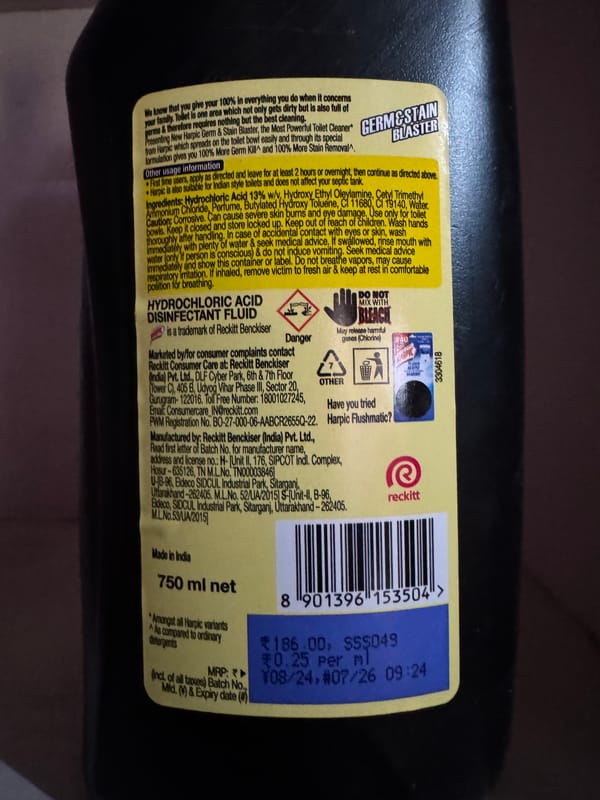 We know that you give your 100% in everything you do when it concerns
your family. Toilet is one area which not only gets dirty but is also full of
germs & therefore requires nothing but the best cleaning.
Presenting New Harpic Germ & Stain Blaster, the Most Powerful Toilet Cleaner*
from Harpic which spreads on the toilet bowl easily and through its special
formulation gives you 100% More Germ Kill^ and 100% More Stain Removal^.
GERM & STAIN
BLASTER
Other usage information
• First time users, apply as directed and leave for at least 2 hours or overnight, then continue as directed above.
• Harpic is also suitable for Indian style toilets and does not affect your septic tank.
Ingredients: Hydrochloric Acid 13% w/v, Hydroxy Ethyl Oleylamine, Cetyl Trimethyl
Ammonium Chloride, Perfume, Butylated Hydroxy Toluene, CI 11680, CI 19140, Water.
Caution: Corrosive. Can cause severe skin burns and eye damage. Use only for toilet
bowls. Keep it closed and store locked up. Keep out of reach of children. Wash hands
thoroughly after handling. In case of accidental contact with eyes or skin, wash
immediately with plenty of water & seek medical advice. If swallowed, rinse mouth with
water (only if person is conscious) & do not induce vomiting. Seek medical advice
immediately and show this container or label. Do not breathe vapors, may cause
respiratory irritation. If inhaled, remove victim to fresh air & keep at rest in comfortable
position for breathing.
HYDROCHLORIC ACID
DISINFECTANT FLUID
is a trademark of Reckitt Benckiser
Danger
DO NOT
MIX WITH
BLEACH
May release harmful
gases (Chlorine)
Marketed by/for consumer complaints contact
Reckitt Consumer Care at: Reckitt Benckiser
(India) Pvt. Ltd., DLF Cyber Park, 6th & 7th Floor
Tower C, 405 B, Udyog Vihar Phase III, Sector 20,
Gurugram- 122016. Toll Free Number: 18001027245,
Email: Consumercare_IN@reckitt.com
PWM Registration No. BO-27-000-06-AABCR2655Q-22.
7
OTHER
Have you tried
Harpic Flushmatic?
3304618
Manufactured by: Reckitt Benckiser (India) Pvt. Ltd.,
Read first letter of Batch No. for manufacturer name,
address and license no.: H- [Unit II, 176, SIPCOT Indl. Complex,
Hosur - 635126, TN M.L.No. TN00003846]
U-[B-96, Eldeco SIDCUL Industrial Park, Sitarganj,
Uttarakhand -262405. M.L.No. 52/UA/2015] S-[Unit-II, B-96,
Eldeco, SIDCUL Industrial Park, Sitarganj, Uttarakhand - 262405.
M.L.No.53/UA/2015]
reckitt
Made in India
750 ml net
8 901396 153504 >
*Amongst all Harpic variants
^ As compared to ordinary
detergents
MRP: ₹ ▶
(incl. of all taxes) Batch No.,
Mfd. (¥) & Expiry date (#)
₹186.00, SSS049
₹0.25 per ml
¥08/24,#07/26 09:24